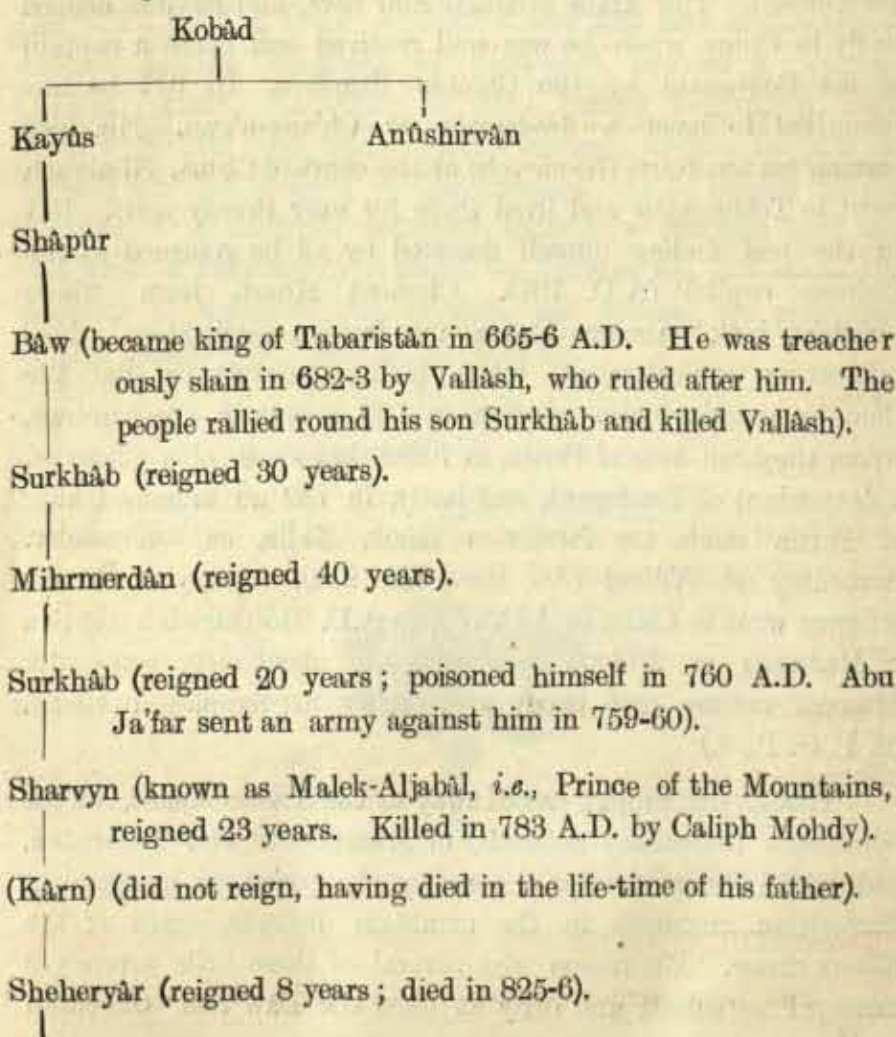 Kobâd
Kayûs Anûshirvân
Shâpûr
Bâw (became king of Tabaristân in 665-6 A.D. He was treacher
ously slain in 682-3 by Vallâsh, who ruled after him. The
people rallied round his son Surkhâb and killed Vallâsh).
Surkhâb (reigned 30 years).
Mihrmerdân (reigned 40 years).
Surkhâb (reigned 20 years; poisoned himself in 760 A.D. Abu
Ja'far sent an army against him in 759-60).
Sharvyn (known as Malek-Aljabâl, i.e., Prince of the Mountains,
reigned 23 years. Killed in 783 A.D. by Caliph Mohdy).
(Kârn) (did not reign, having died in the life-time of his father).
Sheheryâr (reigned 8 years; died in 825-6).